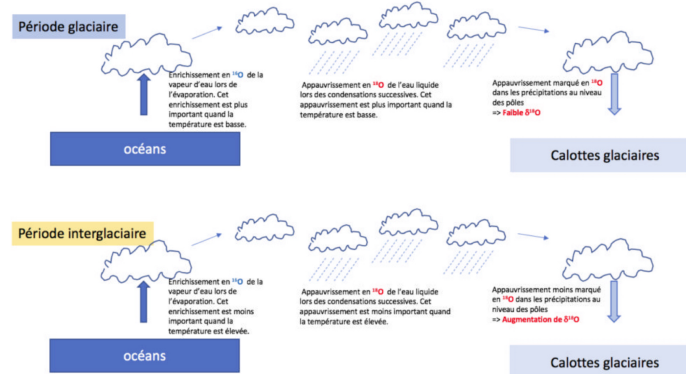 Période glaciaire
Enrichissement en ¹⁶O de la
vapeur d'eau lors de
l'évaporation. Cet
enrichissement est plus
important quand la
température est basse.
Appauvrissement en ¹⁸O de l'eau liquide
lors des condensations successives. Cet
appauvrissement est plus important quand la
température est basse.
Appauvrissement marqué en ¹⁸O
dans les précipitations au niveau
des pôles
=> Faible δ¹⁸O
océans
Calottes glaciaires
Période interglaciaire
Enrichissement en ¹⁶O de la
vapeur d'eau lors de
l'évaporation. Cet
enrichissement est moins
important quand la
température est élevée.
Appauvrissement en ¹⁸O de l'eau liquide
lors des condensations successives. Cet
appauvrissement est moins important quand
la température est élevée.
Appauvrissement moins marqué
en ¹⁸O dans les précipitations au
niveau des pôles
=> Augmentation de δ¹⁸O
océans
Calottes glaciaires